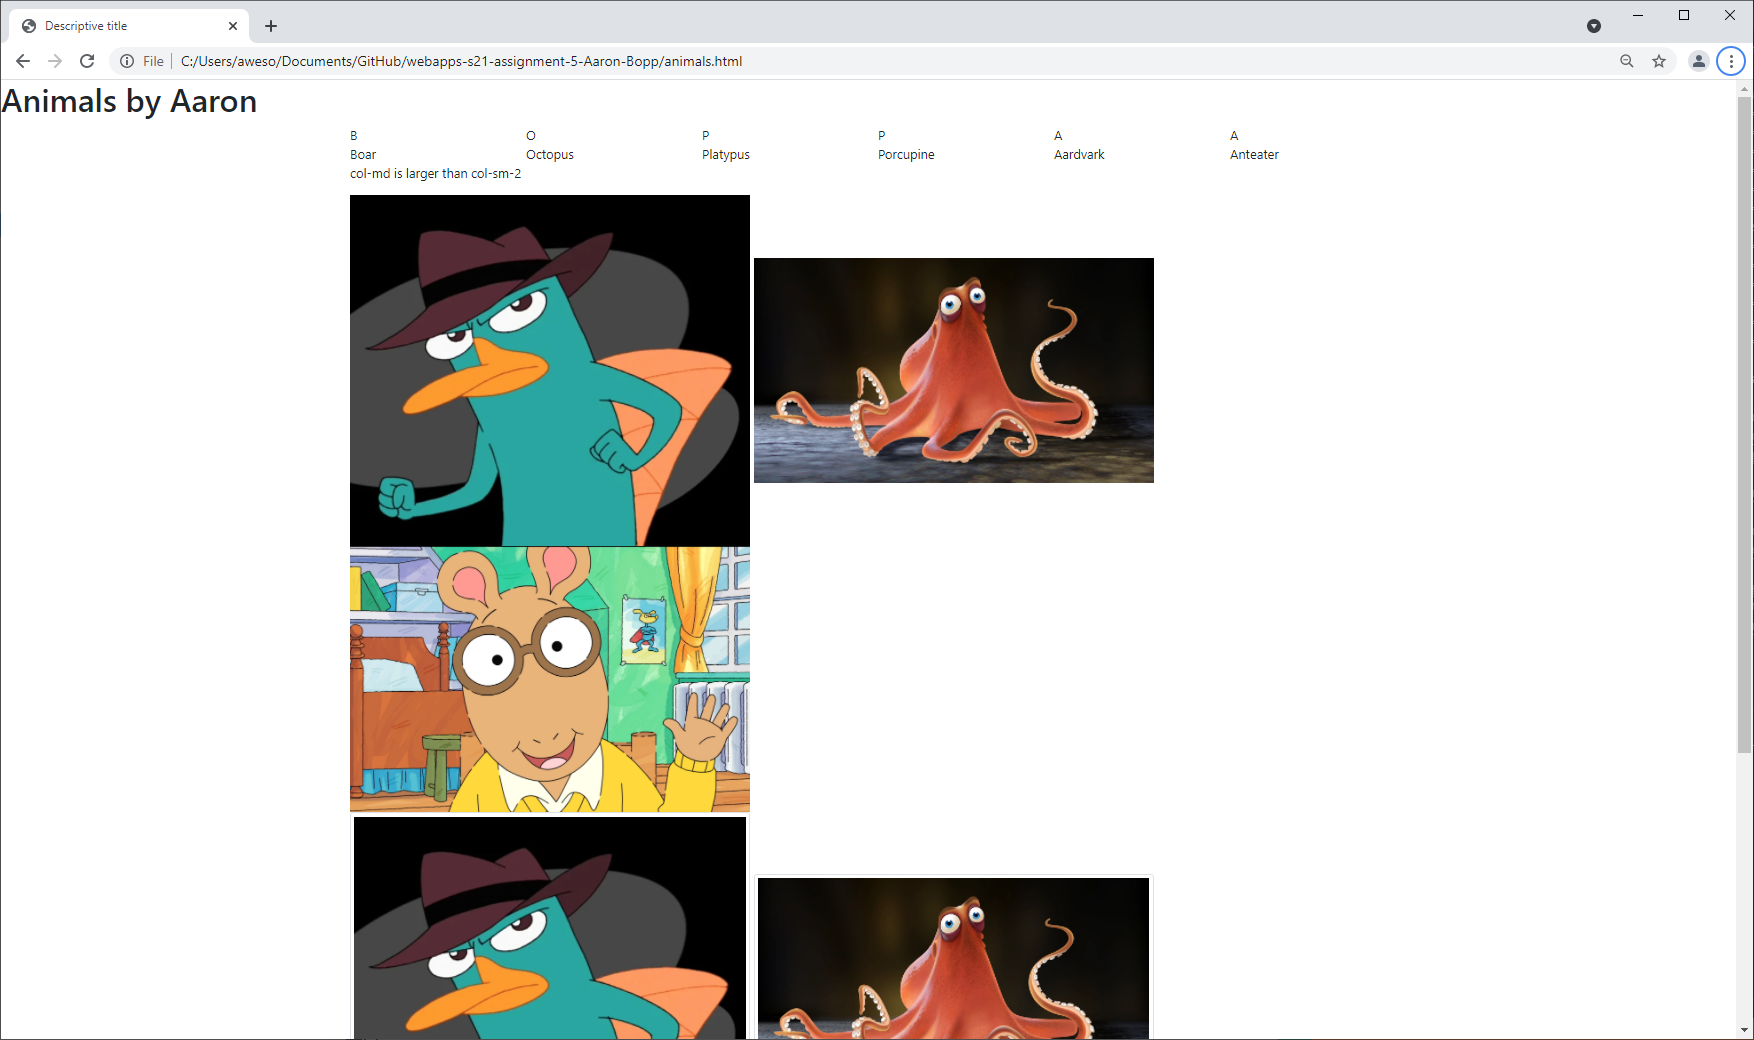 Descriptive title
File
C:/Users/aweso/Documents/GitHub/webapps-s21-assignment-5-Aaron-Bopp/animals.html
Animals by Aaron
B O P P A A
Boar Octopus Platypus Porcupine Aardvark Anteater
col-md is larger than col-sm-2